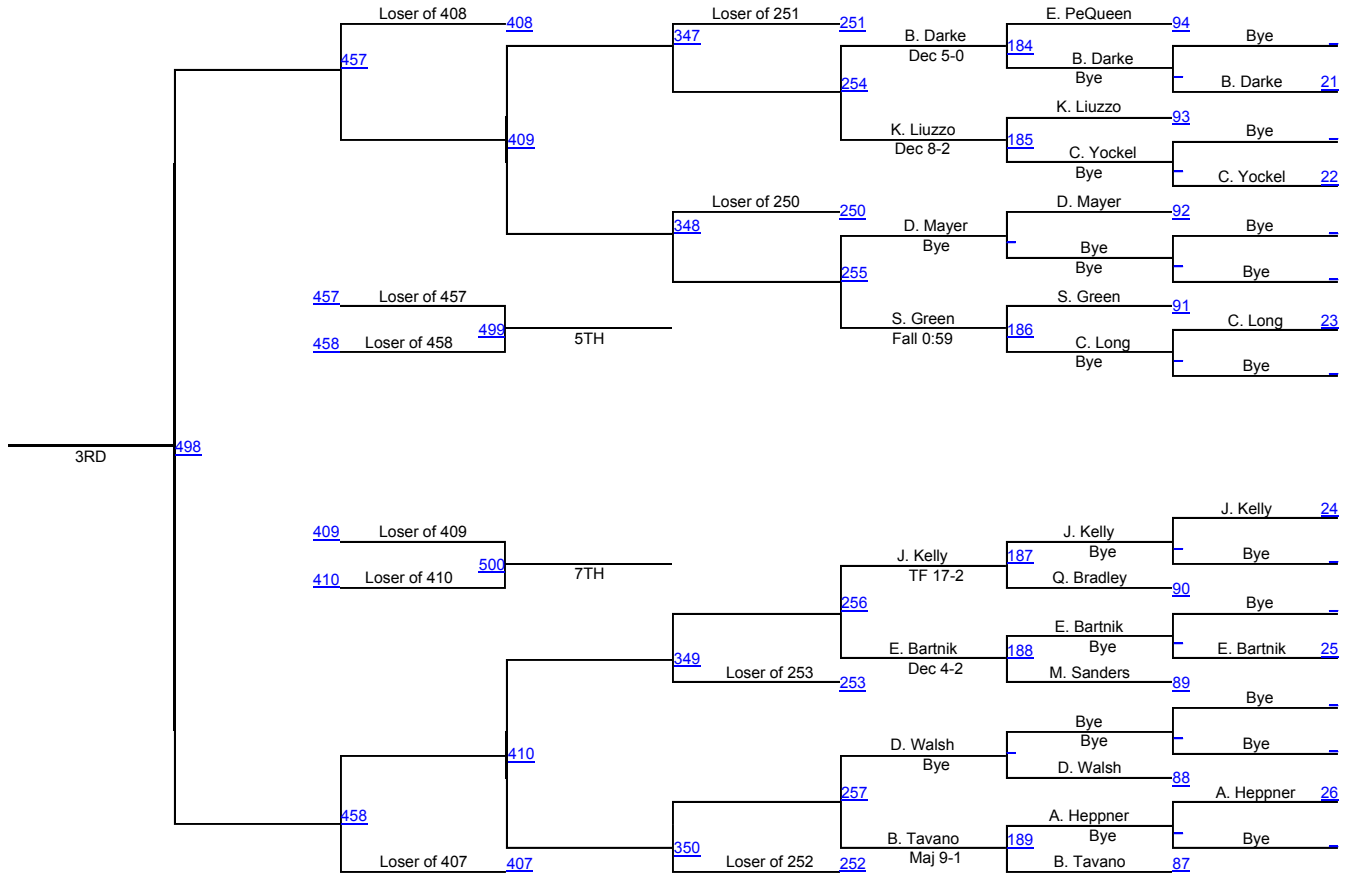 Loser of 408 408
Loser of 251 251
E. PeQueen 94
347
B. Darke
184
Bye
Dec 5-0
457
B. Darke
Bye
254
B. Darke 21
K. Liuzzo 93
K. Liuzzo
Bye
409
185
Dec 8-2
C. Yockel
Bye
C. Yockel 22
Loser of 250 250
D. Mayer 92
348
D. Mayer
Bye
Bye
Bye
Bye
255
Bye
457 Loser of 457
S. Green 91
499
S. Green
186
C. Long 23
458 Loser of 458
5TH
Fall 0:59
C. Long
Bye
Bye
498
3RD
J. Kelly 24
409 Loser of 409
J. Kelly
500
J. Kelly
187
Bye
Bye
410 Loser of 410
7TH
TF 17-2
Q. Bradley 90
256
Bye
E. Bartnik
349
E. Bartnik
188
Bye
E. Bartnik 25
Loser of 253 253
Dec 4-2
M. Sanders 89
Bye
Bye
410
D. Walsh
Bye
Bye
Bye
D. Walsh 88
257
A. Heppner 26
458
A. Heppner
350
B. Tavano
189
Bye
Bye
Loser of 407 407
Loser of 252 252
Maj 9-1
B. Tavano 87